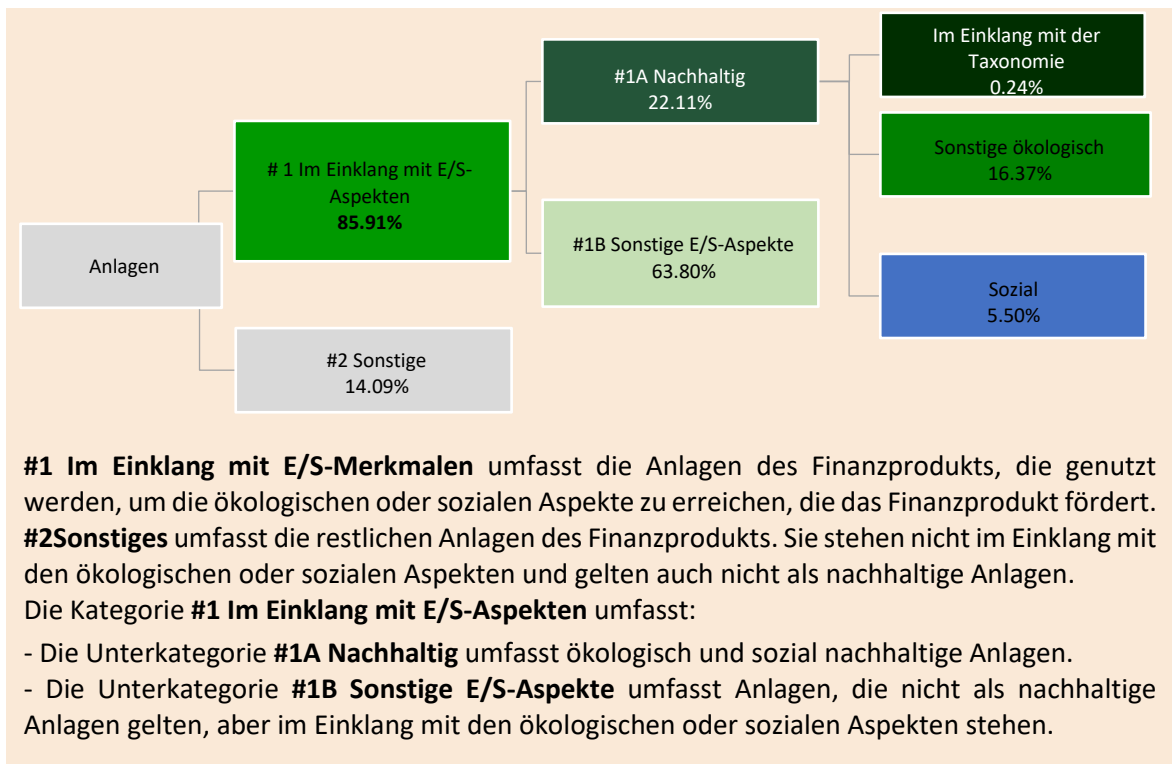 Im Einklang mit der
Taxonomie
0.24%
#1A Nachhaltig
22.11%
Sonstige ökologisch
16.37%
# 1 Im Einklang mit E/S-
Aspekten
85.91%
#1B Sonstige E/S-Aspekte
63.80%
Anlagen
Sozial
5.50%
#2 Sonstige
14.09%
#1 Im Einklang mit E/S-Merkmalen umfasst die Anlagen des Finanzprodukts, die genutzt
werden, um die ökologischen oder sozialen Aspekte zu erreichen, die das Finanzprodukt fördert.
#2Sonstiges umfasst die restlichen Anlagen des Finanzprodukts. Sie stehen nicht im Einklang mit
den ökologischen oder sozialen Aspekten und gelten auch nicht als nachhaltige Anlagen.
Die Kategorie #1 Im Einklang mit E/S-Aspekten umfasst:
- Die Unterkategorie #1A Nachhaltig umfasst ökologisch und sozial nachhaltige Anlagen.
- Die Unterkategorie #1B Sonstige E/S-Aspekte umfasst Anlagen, die nicht als nachhaltige
Anlagen gelten, aber im Einklang mit den ökologischen oder sozialen Aspekten stehen.